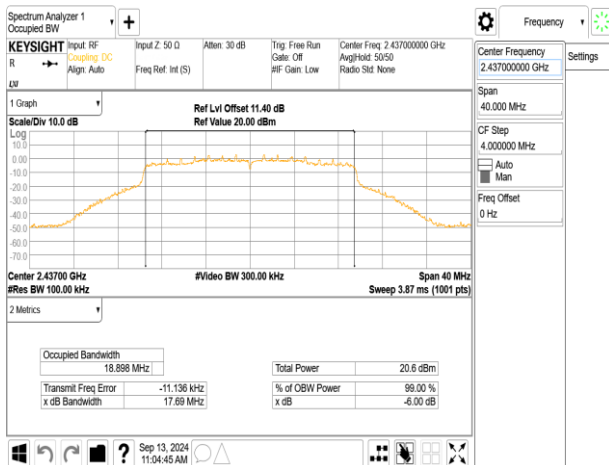 Spectrum Analyzer 1
Occupied BW
+
Frequency
KEYSIGHT
R
LXI
Input: RF
Coupling: DC
Align: Auto
Input Z: 50 Ω
Freq Ref: Int (S)
Atten: 30 dB
Trig: Free Run
Gate: Off
#IF Gain: Low
Center Freq: 2.437000000 GHz
Avg|Hold: 50/50
Radio Std: None
Center Frequency
2.437000000 GHz
Settings
Span
40.000 MHz
CF Step
4.000000 MHz
Auto
Man
Freq Offset
0 Hz
1 Graph
Scale/Div 10.0 dB
Ref Lvl Offset 11.40 dB
Ref Value 20.00 dBm
Log
10.0
0.00
-10.0
-20.0
-30.0
-40.0
-50.0
-60.0
-70.0
Center 2.43700 GHz
#Res BW 100.00 kHz
#Video BW 300.00 kHz
Span 40 MHz
Sweep 3.87 ms (1001 pts)
2 Metrics
Occupied Bandwidth
18.898 MHz
Transmit Freq Error -11.136 kHz
x dB Bandwidth 17.69 MHz
Total Power 20.6 dBm
% of OBW Power 99.00 %
x dB -6.00 dB
?
Sep 13, 2024
11:04:45 AM